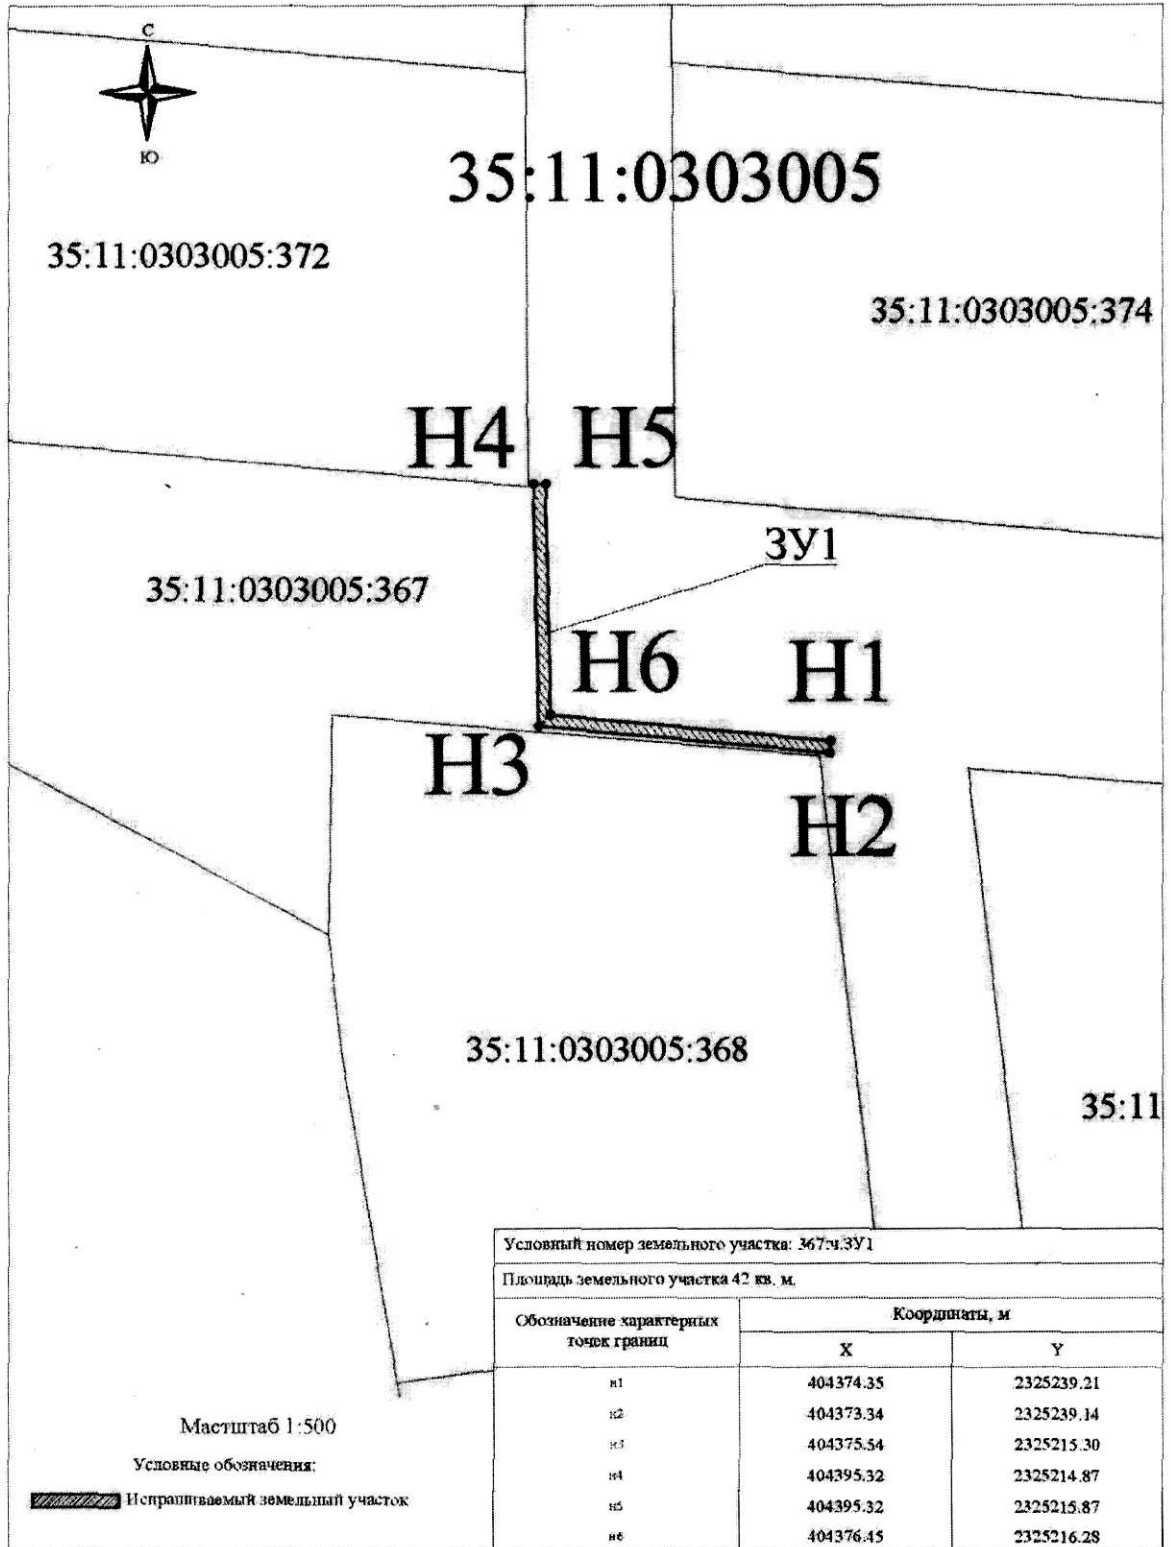 С
Ю
35:11:0303005
35:11:0303005:372
35:11:0303005:374
Н4
Н5
ЗУ1
35:11:0303005:367
Н6
Н1
Н3
Н2
35:11:0303005:368
35:11
Условный номер земельного участка: 367:ч.ЗУ1
Площадь земельного участка 42 кв. м.
Обозначение характерных точек границ
Координаты, м
X
Y
н1 404374.35 2325239.21
н2 404373.34 2325239.14
н3 404375.54 2325215.30
н4 404395.32 2325214.87
н5 404395.32 2325215.87
н6 404376.45 2325216.28
Мастштаб 1:500
Условные обозначения:
Испрашиваемый земельный участок